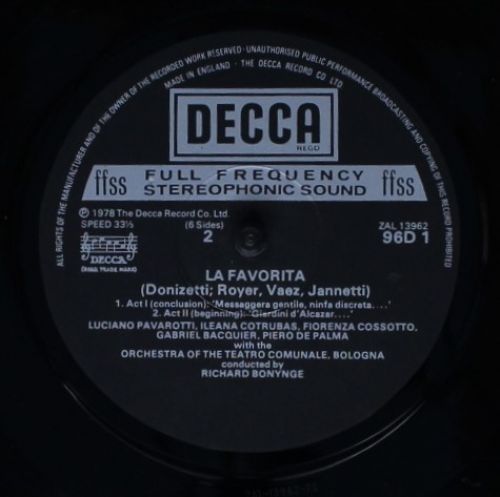 ALL RIGHTS OF THE MANUFACTURER AND OF THE OWNER OF THE RECORDED WORK RESERVED · UNAUTHORISED PUBLIC PERFORMANCE BROADCASTING AND COPYING OF THIS RECORD PROHIBITED
MADE IN ENGLAND · THE DECCA RECORD CO LTD
DECCA
REGD
ffss FULL FREQUENCY ffss
STEREOPHONIC SOUND
℗ 1978 The Decca Record Co. Ltd.
SPEED 33⅓ (6 Sides) ZAL 13962
2 96D 1
DECCA
(REGD. TRADE MARK)
LA FAVORITA
(Donizetti; Royer, Vaez, Jannetti)
1. Act I (conclusion): 'Messaggera gentile, ninfa discreta....'
2. Act II (beginning): 'Giardini d'Alcazar....'
LUCIANO PAVAROTTI, ILEANA COTRUBAS, FIORENZA COSSOTTO,
GABRIEL BACQUIER, PIERO DE PALMA
with the
ORCHESTRA OF THE TEATRO COMUNALE, BOLOGNA
conducted by
RICHARD BONYNGE